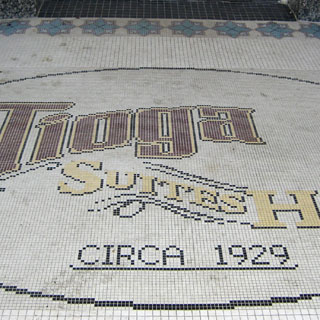 Tioga
SUITES H
CIRCA 1929